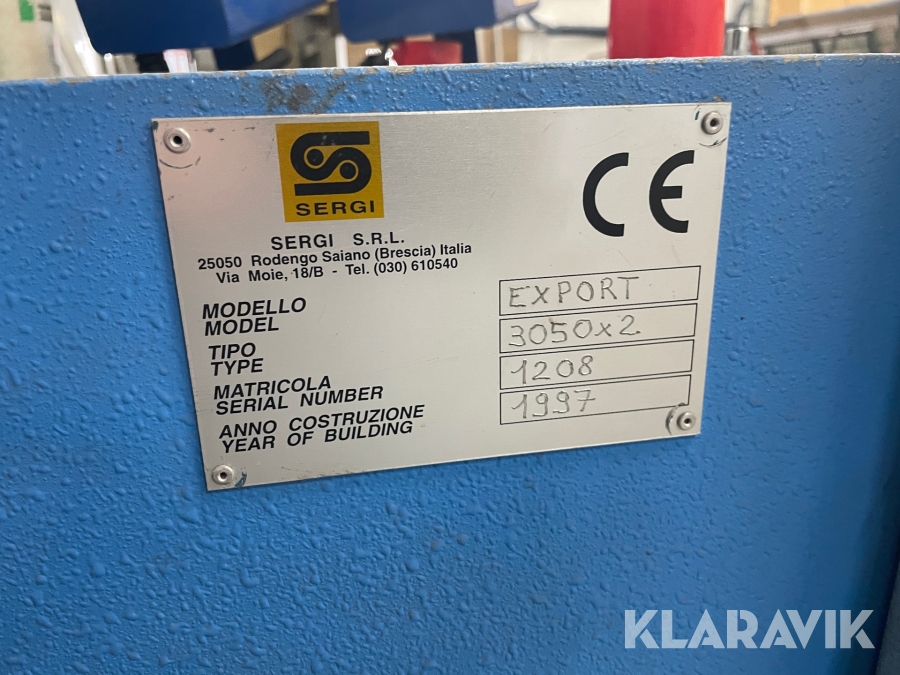 SERGI
CE
SERGI S.R.L.
25050 Rodengo Saiano (Brescia) Italia
Via Moie, 18/B - Tel. (030) 610540
MODELLO
MODEL
EXPORT
TIPO
TYPE
3050x2
MATRICOLA
SERIAL NUMBER
1208
ANNO COSTRUZIONE
YEAR OF BUILDING
1997
KLARAVIK